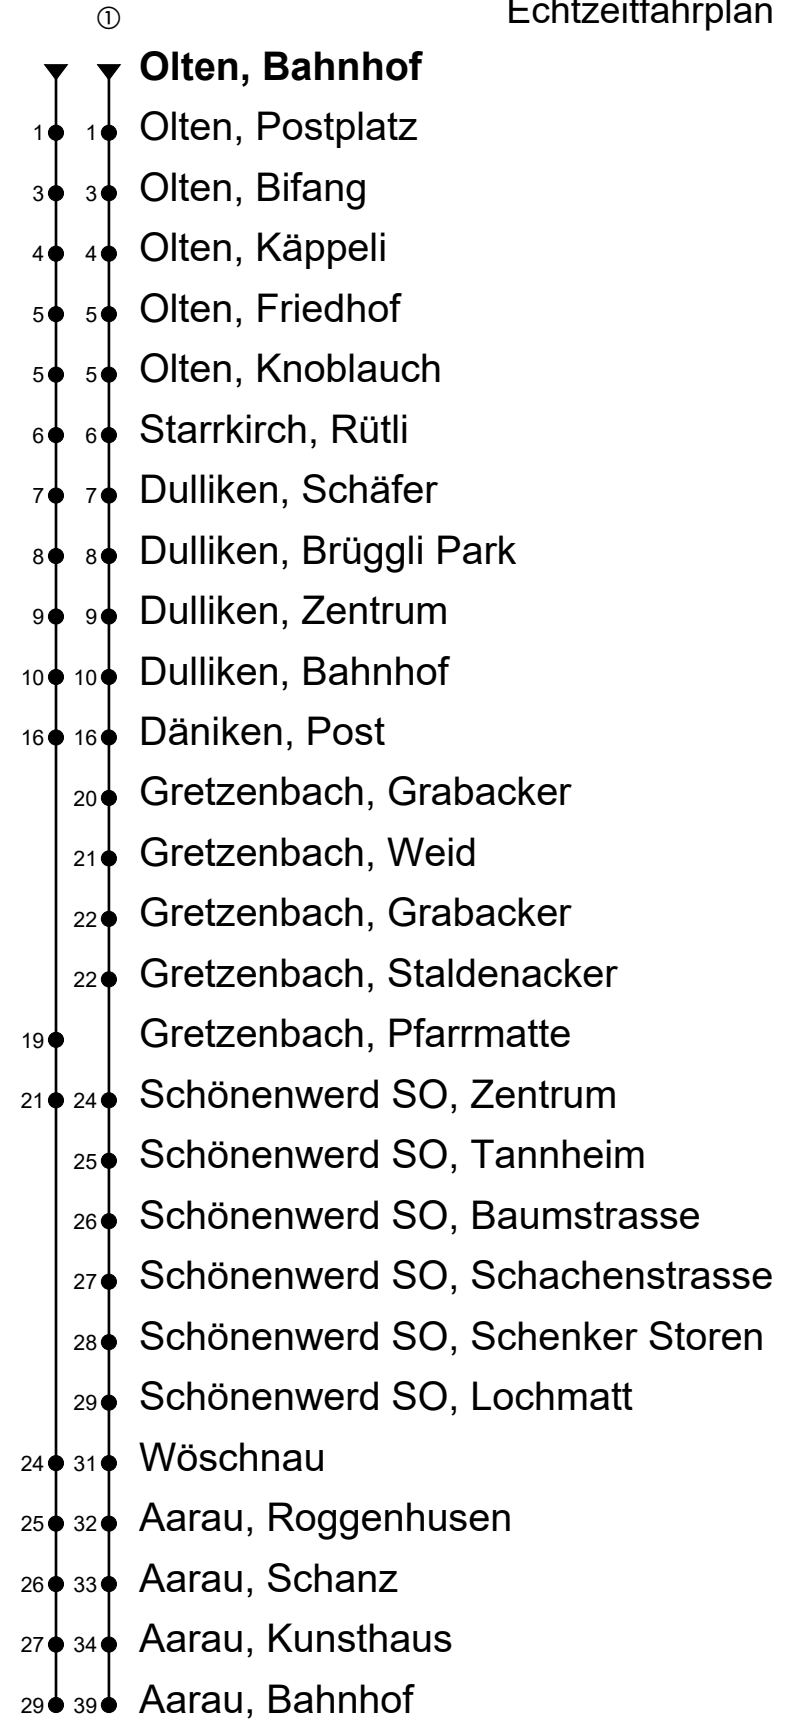 ① Echtzeitfahrplan
Olten, Bahnhof
1 1 Olten, Postplatz
3 3 Olten, Bifang
4 4 Olten, Käppeli
5 5 Olten, Friedhof
5 5 Olten, Knoblauch
6 6 Starrkirch, Rütli
7 7 Dulliken, Schäfer
8 8 Dulliken, Brüggli Park
9 9 Dulliken, Zentrum
10 10 Dulliken, Bahnhof
16 16 Däniken, Post
20 Gretzenbach, Grabacker
21 Gretzenbach, Weid
22 Gretzenbach, Grabacker
22 Gretzenbach, Staldenacker
19 Gretzenbach, Pfarrmatte
21 24 Schönenwerd SO, Zentrum
25 Schönenwerd SO, Tannheim
26 Schönenwerd SO, Baumstrasse
27 Schönenwerd SO, Schachenstrasse
28 Schönenwerd SO, Schenker Storen
29 Schönenwerd SO, Lochmatt
24 31 Wöschnau
25 32 Aarau, Roggenhusen
26 33 Aarau, Schanz
27 34 Aarau, Kunsthaus
29 39 Aarau, Bahnhof